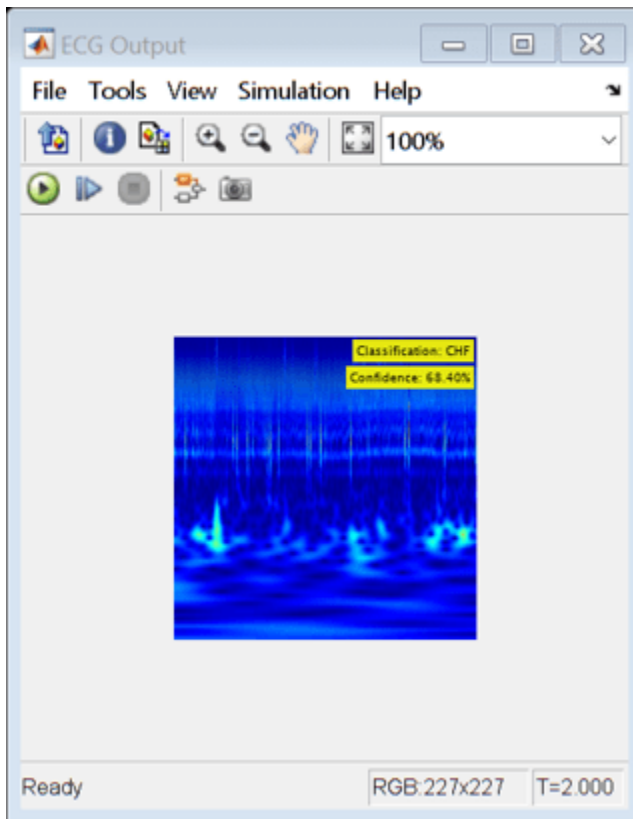 ECG Output
File Tools View Simulation Help
100%
Classification: CHF
Confidence: 68.40%
Ready RGB:227x227 T=2.000